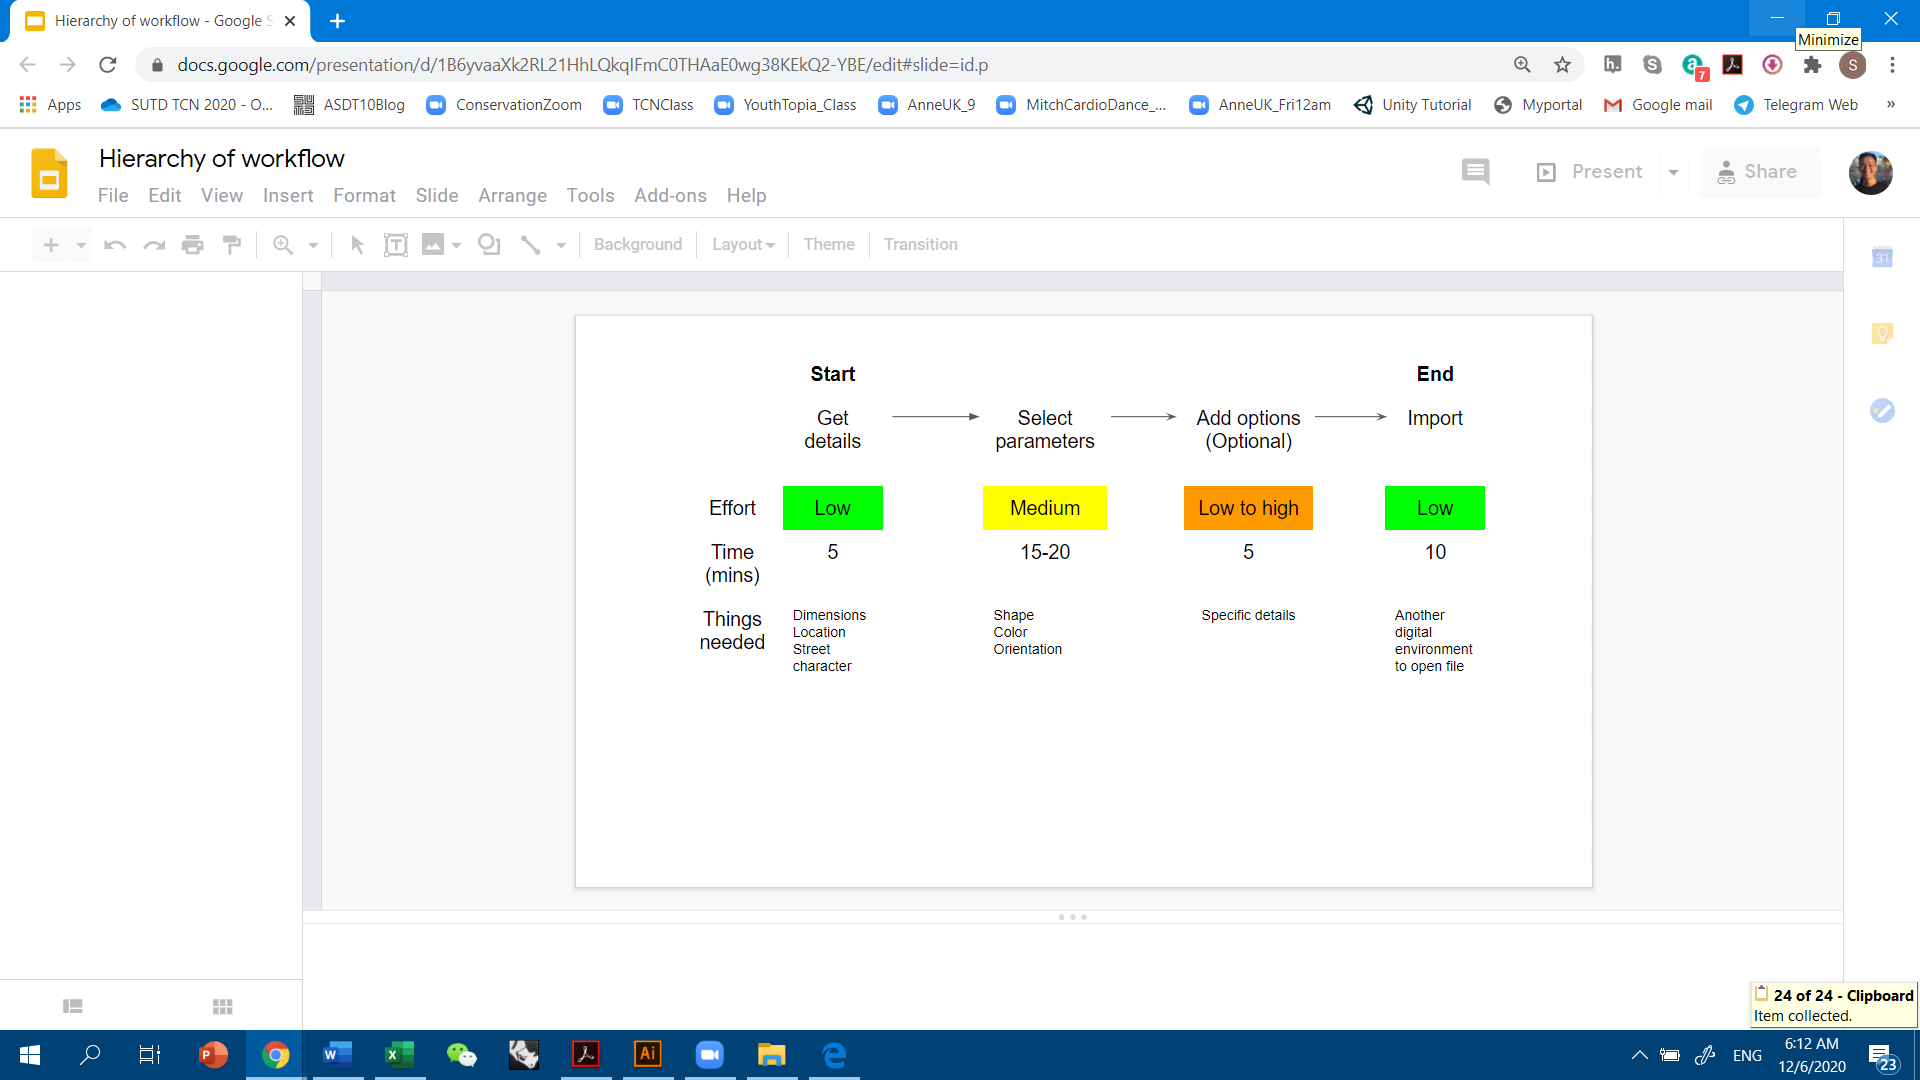 Hierarchy of workflow - Google S
Minimize
docs.google.com/presentation/d/1B6yvaaXk2RL21HhLQkqIFmC0THAaE0wg38KEkQ2-YBE/edit#slide=id.p
h. S a 7 S
Apps SUTD TCN 2020 - O... ASDT10Blog ConservationZoom TCNClass YouthTopia_Class AnneUK_9 MitchCardioDance_... AnneUK_Fri12am Unity Tutorial Myportal Google mail Telegram Web »
Hierarchy of workflow
Present Share
File Edit View Insert Format Slide Arrange Tools Add-ons Help
Background Layout Theme Transition
31
Start End
Get Select Add options Import
details parameters (Optional)
Effort Low Medium Low to high Low
Time 5 15-20 5 10
(mins)
Things Dimensions Shape Specific details Another
needed Location Color digital
Street Orientation environment
character to open file
24 of 24 - Clipboard
Item collected.
P W X Ai
ENG
6:12 AM
12/6/2020
23